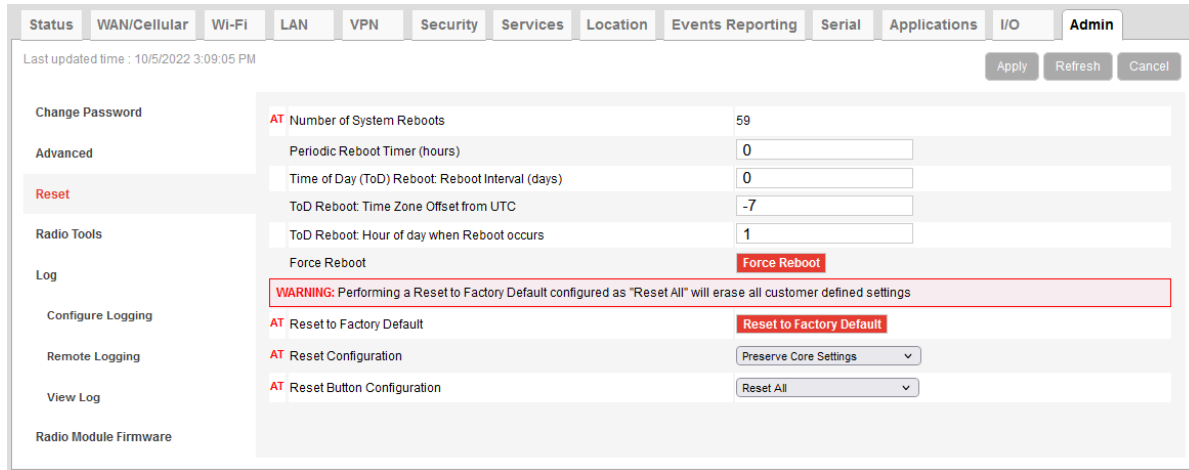 Status WAN/Cellular Wi-Fi LAN VPN Security Services Location Events Reporting Serial Applications I/O Admin
Last updated time : 10/5/2022 3:09:05 PM
Apply Refresh Cancel
Change Password
Advanced
Reset
Radio Tools
Log
Configure Logging
Remote Logging
View Log
Radio Module Firmware
AT Number of System Reboots 59
Periodic Reboot Timer (hours) 0
Time of Day (ToD) Reboot: Reboot Interval (days) 0
ToD Reboot: Time Zone Offset from UTC -7
ToD Reboot: Hour of day when Reboot occurs 1
Force Reboot Force Reboot
WARNING: Performing a Reset to Factory Default configured as "Reset All" will erase all customer defined settings
AT Reset to Factory Default Reset to Factory Default
AT Reset Configuration Preserve Core Settings
AT Reset Button Configuration Reset All